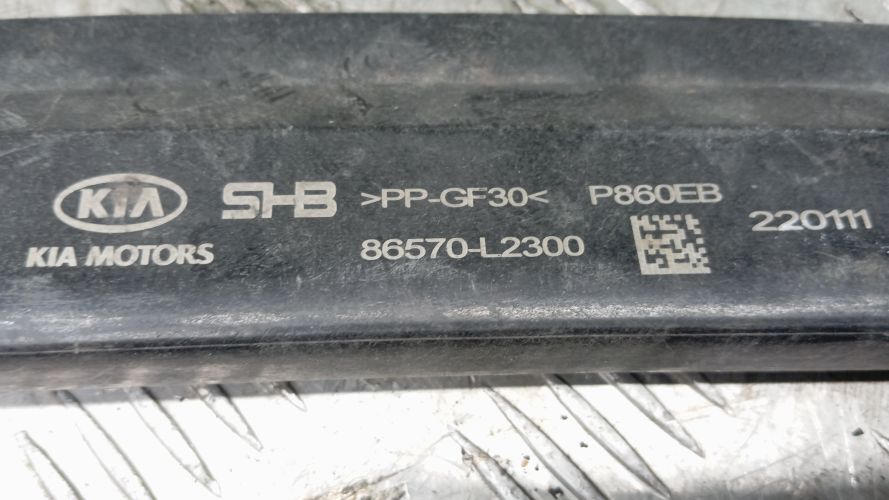 KIA SHB >PP-GF30< P860EB
KIA MOTORS 86570-L2300 220111